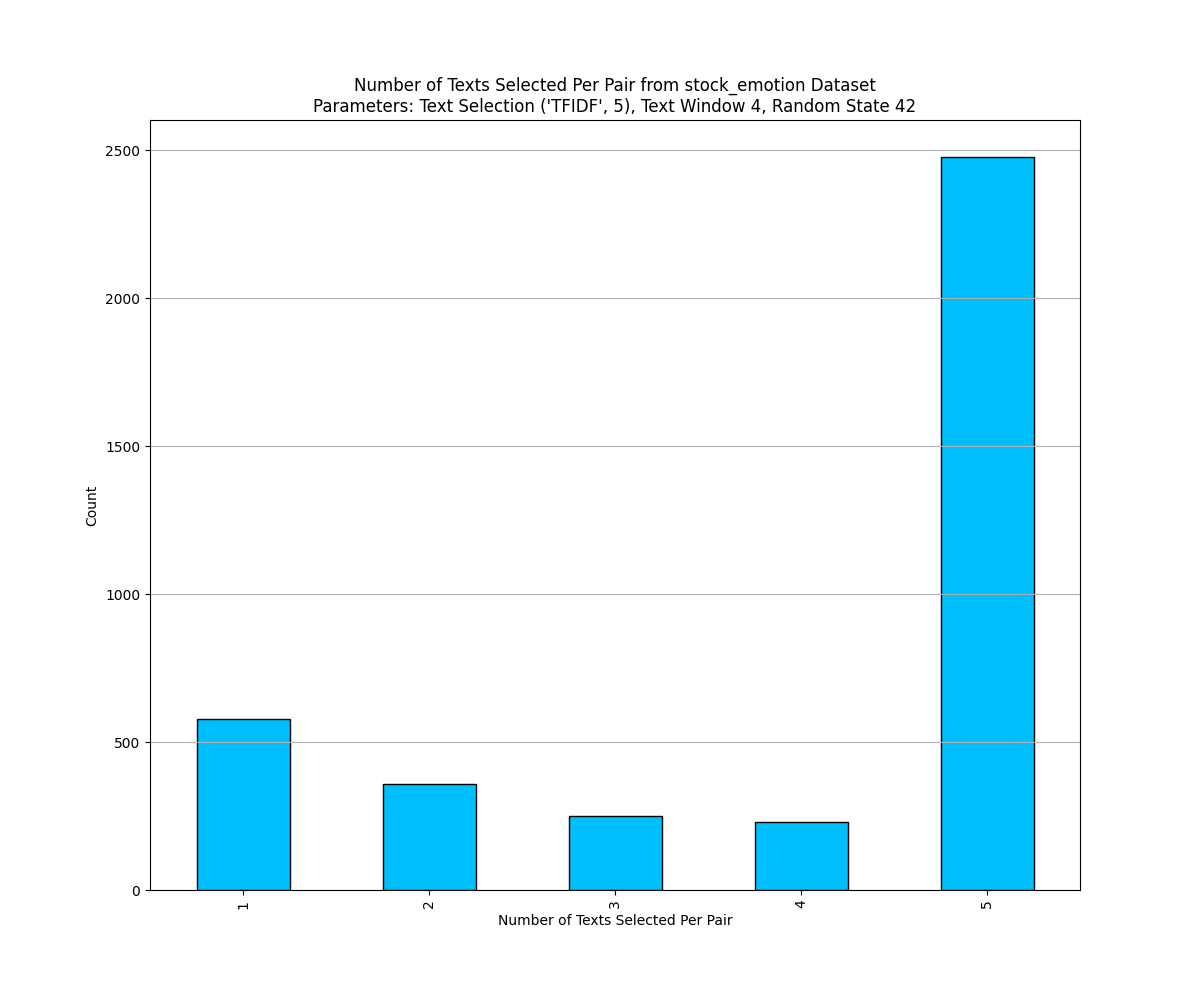 Number of Texts Selected Per Pair from stock_emotion Dataset
Parameters: Text Selection ('TFIDF', 5), Text Window 4, Random State 42
2500
2000
1500
1000
500
0
Count
1
2
3
4
5
Number of Texts Selected Per Pair